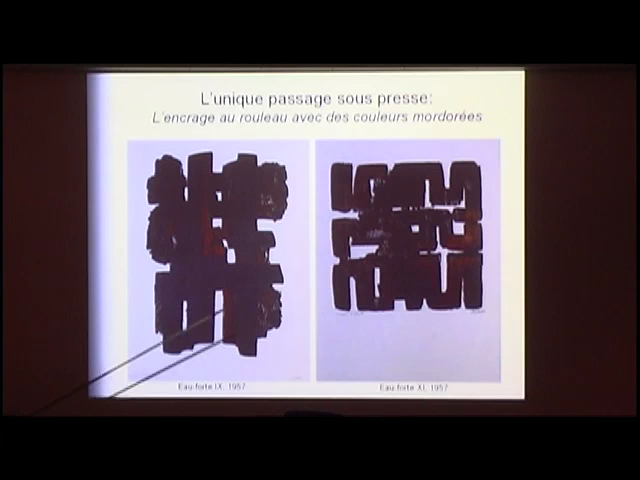 L'unique passage sous presse:
L'encrage au rouleau avec des couleurs mordorées
Eau-forte IX, 1957
Eau-forte XI, 1957